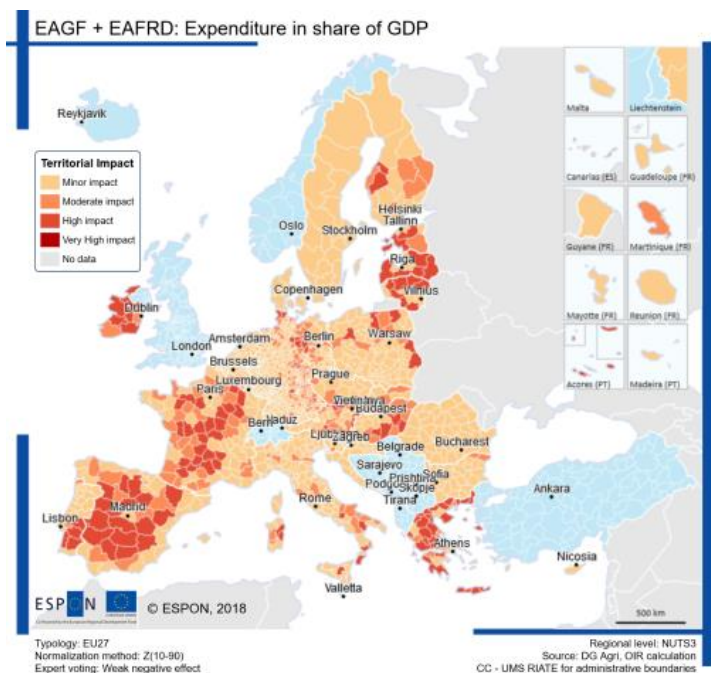 EAGF + EAFRD: Expenditure in share of GDP
Reykjavik
Territorial Impact
Minor impact
Moderate impact
High impact
Very High impact
No data
Malta
Liechtenstein
Canarias (ES)
Guadeloupe (FR)
Guyane (FR)
Martinique (FR)
Mayotte (FR)
Reunion (FR)
Acores (PT)
Madeira (PT)
Oslo
Stockholm
Helsinki
Tallinn
Riga
Vilnius
Copenhagen
Dublin
London
Amsterdam
Berlin
Warsaw
Brussels
Luxembourg
Prague
Paris
Bern
Vaduz
Budapest
Zagreb
Belgrade
Bucharest
Sarajevo
Prishtina
Sofia
Skopje
Tirana
Ankara
Madrid
Lisbon
Rome
Athens
Nicosia
Valletta
ESPON
© ESPON, 2018
500 km
Typology: EU27
Normalization method: Z(10-90)
Expert voting: Weak negative effect
Regional level: NUTS3
Source: DG Agri, OIR calculation
CC - UMS RIATE for administrative boundaries